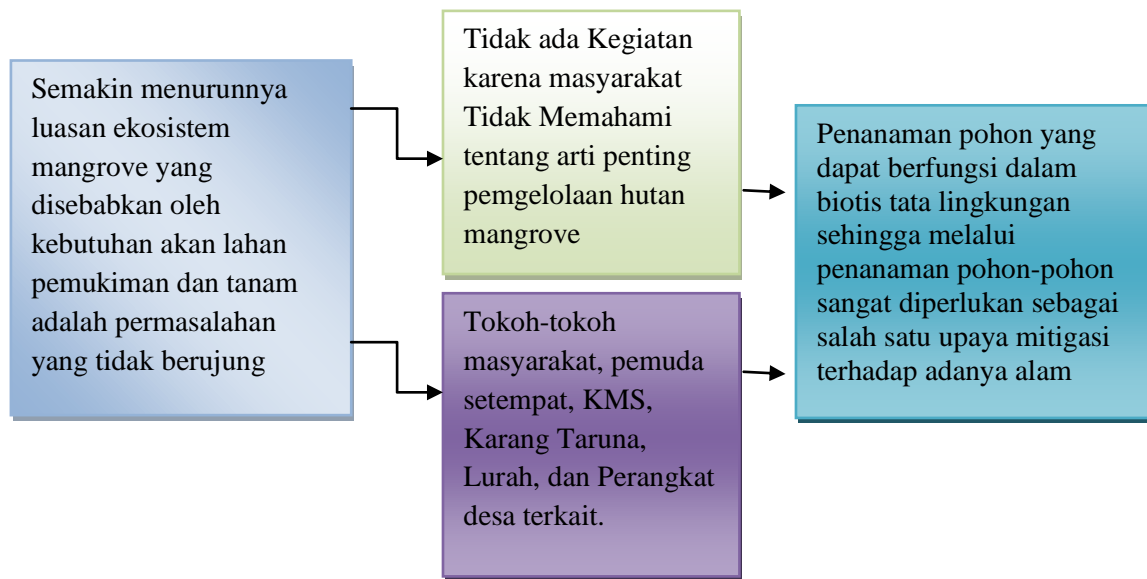 Semakin menurunnya
luasan ekosistem
mangrove yang
disebabkan oleh
kebutuhan akan lahan
pemukiman dan tanam
adalah permasalahan
yang tidak berujung
Tidak ada Kegiatan
karena masyarakat
Tidak Memahami
tentang arti penting
pemgelolaan hutan
mangrove
Tokoh-tokoh
masyarakat, pemuda
setempat, KMS,
Karang Taruna,
Lurah, dan Perangkat
desa terkait.
Penanaman pohon yang
dapat berfungsi dalam
biotis tata lingkungan
sehingga melalui
penanaman pohon-pohon
sangat diperlukan sebagai
salah satu upaya mitigasi
terhadap adanya alam